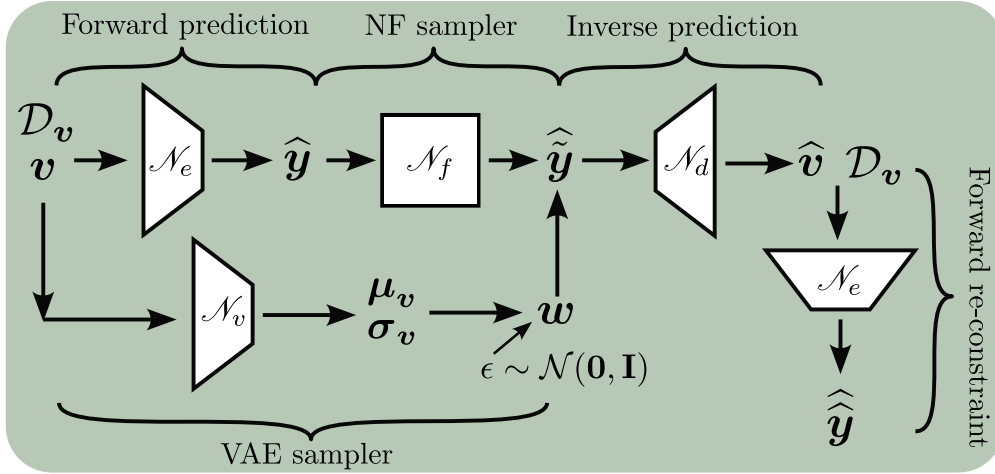 Forward prediction NF sampler Inverse prediction
𝒟_𝒗
𝒗 𝒩_e ŷ 𝒩_f ỹ̂ 𝒩_d v̂ 𝒟_𝒗
𝒩_e
𝒩_v 𝝁_𝒗 𝒘
𝝈_𝒗
ϵ ∼ 𝒩(𝟎, 𝐈)
ŷ̂
VAE sampler
Forward re-constraint